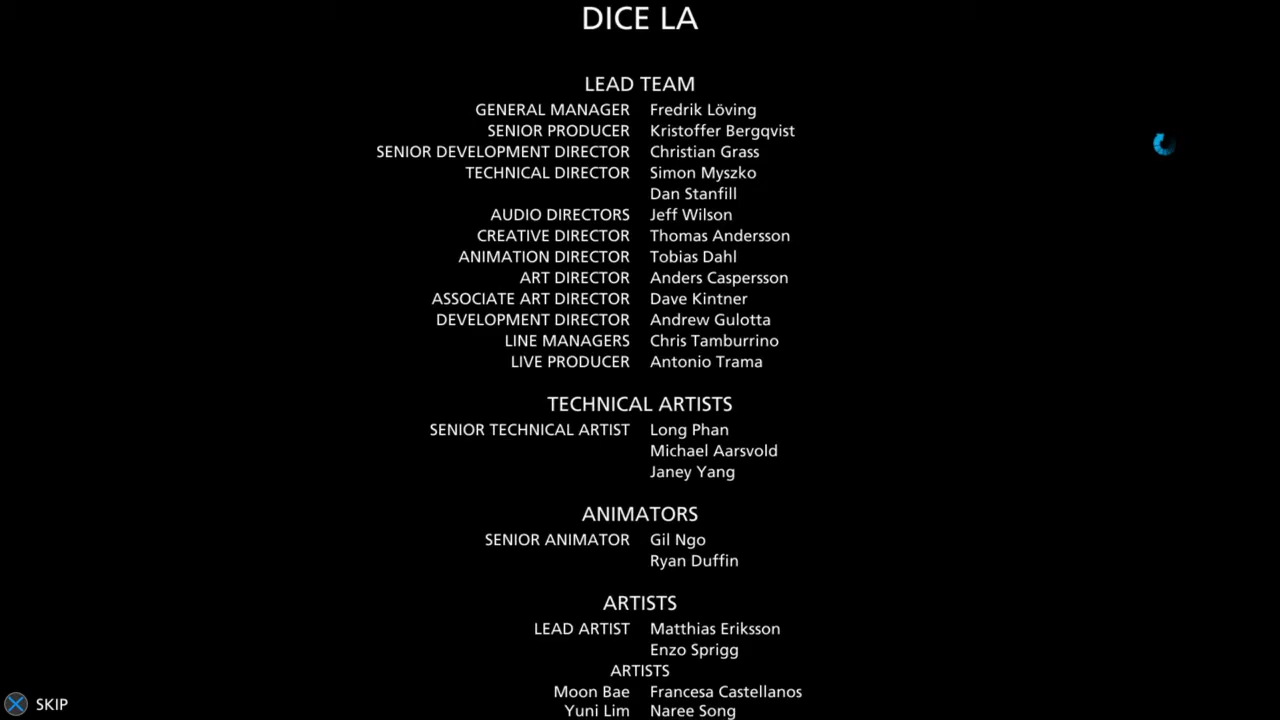 DICE LA
LEAD TEAM
GENERAL MANAGER Fredrik Löving
SENIOR PRODUCER Kristoffer Bergqvist
SENIOR DEVELOPMENT DIRECTOR Christian Grass
TECHNICAL DIRECTOR Simon Myszko
Dan Stanfill
AUDIO DIRECTORS Jeff Wilson
CREATIVE DIRECTOR Thomas Andersson
ANIMATION DIRECTOR Tobias Dahl
ART DIRECTOR Anders Caspersson
ASSOCIATE ART DIRECTOR Dave Kintner
DEVELOPMENT DIRECTOR Andrew Gulotta
LINE MANAGERS Chris Tamburrino
LIVE PRODUCER Antonio Trama
TECHNICAL ARTISTS
SENIOR TECHNICAL ARTIST Long Phan
Michael Aarsvold
Janey Yang
ANIMATORS
SENIOR ANIMATOR Gil Ngo
Ryan Duffin
ARTISTS
LEAD ARTIST Matthias Eriksson
Enzo Sprigg
ARTISTS
Moon Bae Francesa Castellanos
Yuni Lim Naree Song
SKIP